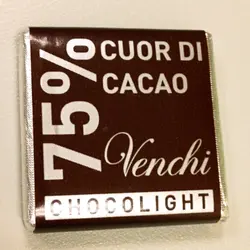 75%
CUOR DI
CACAO
Venchi
CHOCOLIGHT